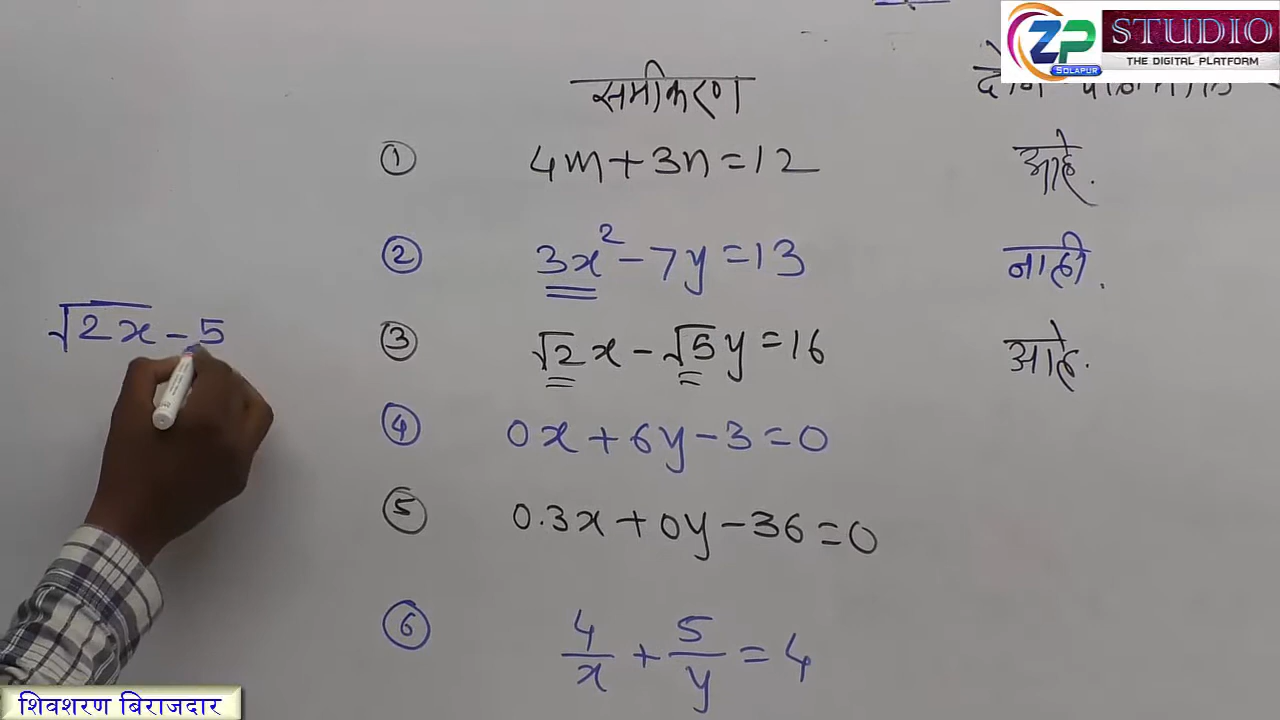 ZP STUDIO
SOLAPUR THE DIGITAL PLATFORM
समीकरण
① 4m+3n=12 आहे.
② 3x²-7y=13 नाही.
√2x-5
③ √2x-√5y=16 आहे.
④ 0x+6y-3=0
⑤ 0.3x+0y-36=0
⑥ 4/x+5/y=4
शिवशरण बिराजदार